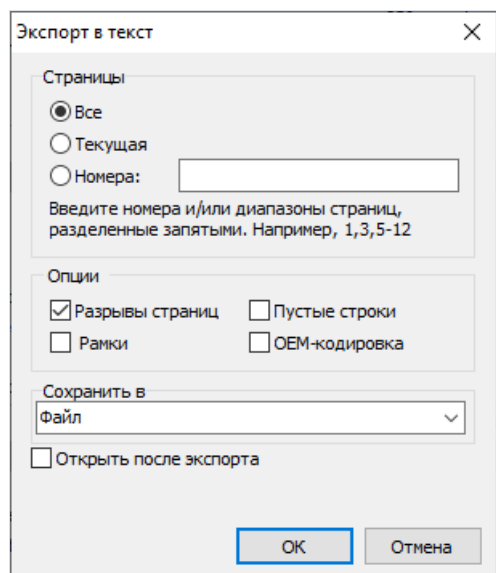 Экспорт в текст
Страницы
Все
Текущая
Номера:
Введите номера и/или диапазоны страниц,
разделенные запятыми. Например, 1,3,5-12
Опции
Разрывы страниц
Пустые строки
Рамки
OEM-кодировка
Сохранить в
Файл
Открыть после экспорта
ОК
Отмена